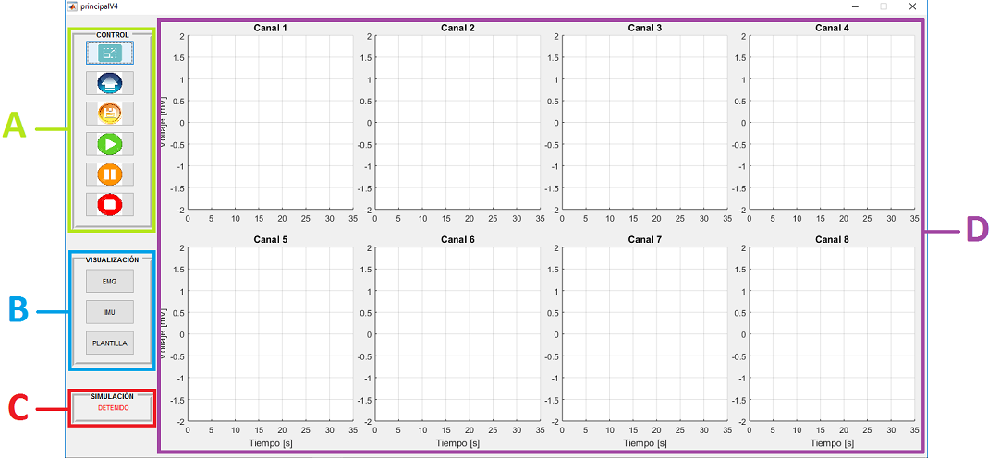 principalV4
CONTROL
A
VISUALIZACIÓN
EMG
IMU
PLANTILLA
B
SIMULACIÓN
DETENIDO
C
Canal 1 Canal 2 Canal 3 Canal 4
2 2 2 2
1.5 1.5 1.5 1.5
1 1 1 1
0.5 0.5 0.5 0.5
Voltaje [mV]
0 0 0 0
-0.5 -0.5 -0.5 -0.5
-1 -1 -1 -1
-1.5 -1.5 -1.5 -1.5
-2 -2 -2 -2
0 5 10 15 20 25 30 35 0 5 10 15 20 25 30 35 0 5 10 15 20 25 30 35 0 5 10 15 20 25 30 35
Canal 5 Canal 6 Canal 7 Canal 8
2 2 2 2
1.5 1.5 1.5 1.5
1 1 1 1
0.5 0.5 0.5 0.5
Voltaje [mV]
0 0 0 0
-0.5 -0.5 -0.5 -0.5
-1 -1 -1 -1
-1.5 -1.5 -1.5 -1.5
-2 -2 -2 -2
0 5 10 15 20 25 30 35 0 5 10 15 20 25 30 35 0 5 10 15 20 25 30 35 0 5 10 15 20 25 30 35
Tiempo [s] Tiempo [s] Tiempo [s] Tiempo [s]
D